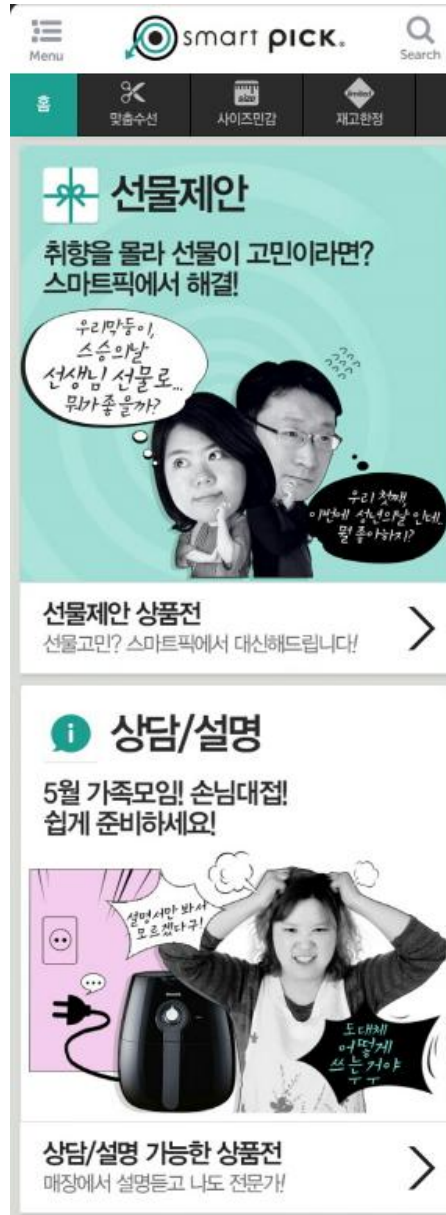 Menu
smart PICK.
Search
홈
맞춤수선
size
사이즈민감
limited
재고한정
선물제안
취향을 몰라 선물이 고민이라면?
스마트픽에서 해결!
우리막둥이,
스승의날
선생님 선물로...
뭐가좋을까?
우리 첫째,
이번에 성년의날 인데!
뭘 좋아하지?
선물제안 상품전
선물고민? 스마트픽에서 대신해드립니다!
i 상담/설명
5월 가족모임! 손님대접!
쉽게 준비하세요!
설명서만 봐서
모르겠다구!
도대체
어떻게
쓰는거야
상담/설명 가능한 상품전
매장에서 설명듣고 나도 전문가!